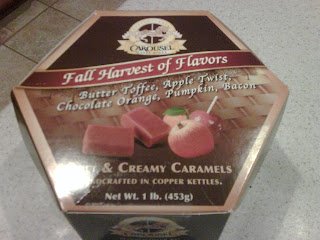 CAROUSEL
Fall Harvest of Flavors
Butter Toffee, Apple Twist,
Chocolate Orange, Pumpkin, Bacon
& CREAMY CARAMELS
HANDCRAFTED IN COPPER KETTLES.
Net Wt. 1 lb. (453g)